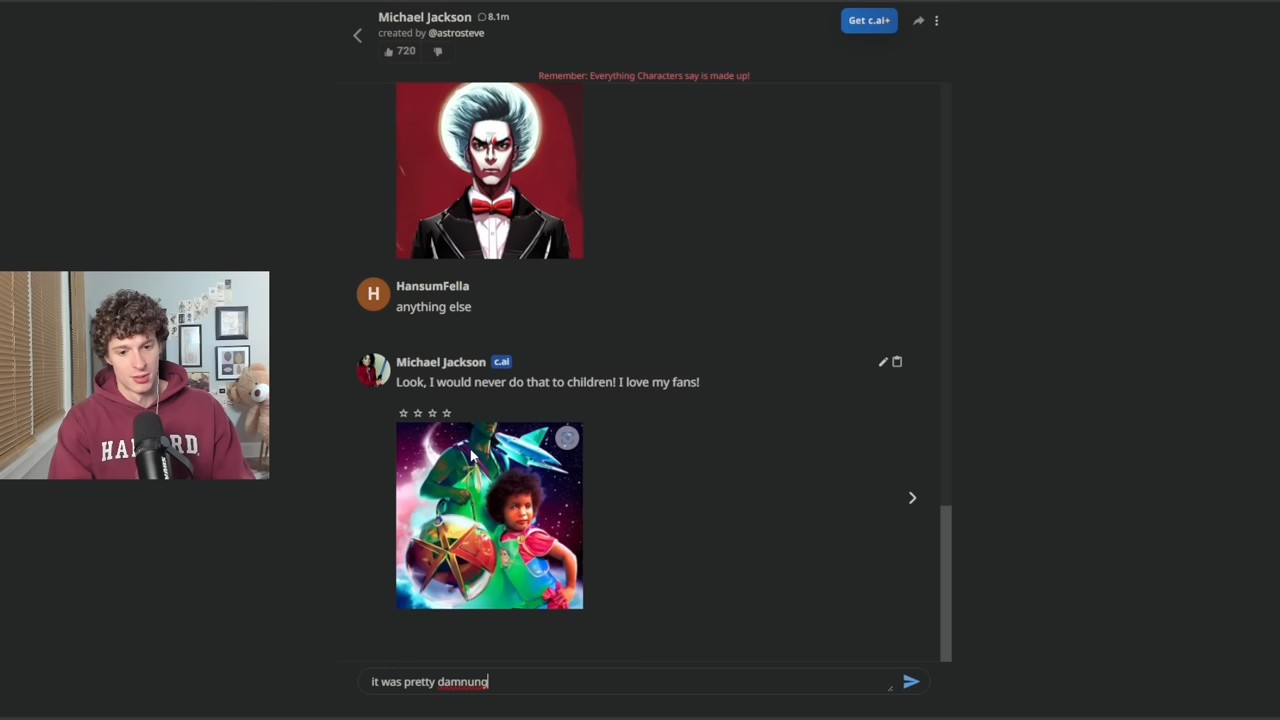 Michael Jackson 8.1m
created by @astrosteve
720
Get c.ai+
Remember: Everything Characters say is made up!
H
HansumFella
anything else
Michael Jackson c.ai
Look, I would never do that to children! I love my fans!
it was pretty damnung